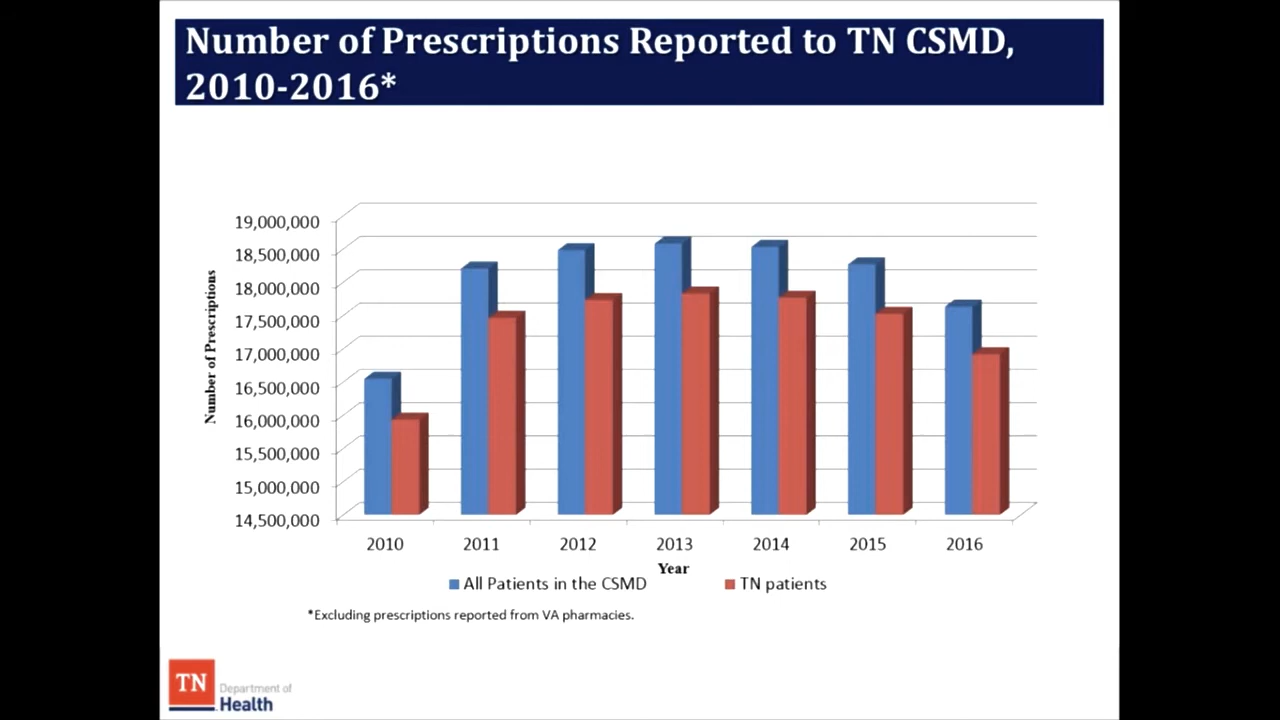 Number of Prescriptions Reported to TN CSMD,
2010-2016*
19,000,000
18,500,000
18,000,000
17,500,000
17,000,000
16,500,000
16,000,000
15,500,000
15,000,000
14,500,000
Number of Prescriptions
2010 2011 2012 2013 2014 2015 2016
Year
All Patients in the CSMD TN patients
*Excluding prescriptions reported from VA pharmacies.
TN
Department of
Health